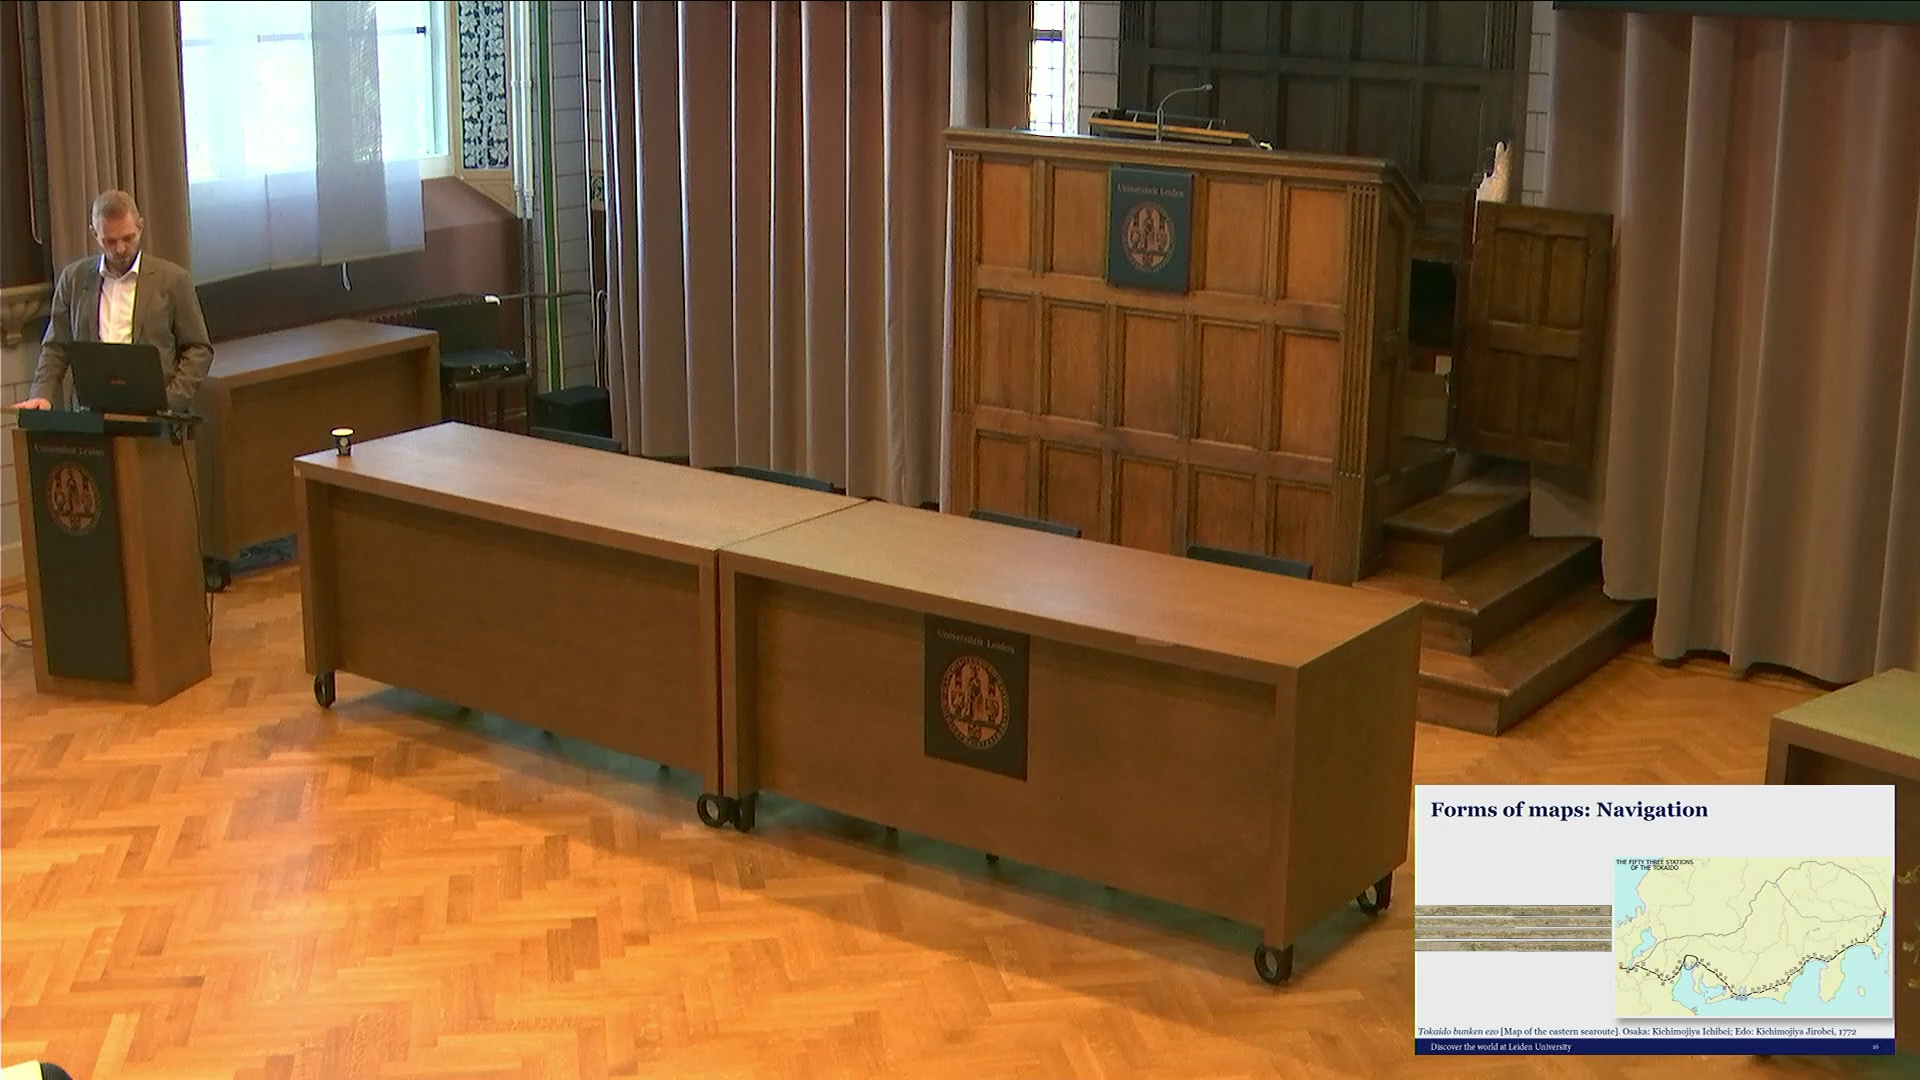 Universiteit Leiden
Universiteit Leiden
Universiteit Leiden
Forms of maps: Navigation
THE FIFTY THREE STATIONS
OF THE TOKAIDO
Tokaido bunken ezo [Map of the eastern searoute]. Osaka: Kichimojiya Ichibei; Edo: Kichimojiya Jirobei, 1772
Discover the world at Leiden University
16